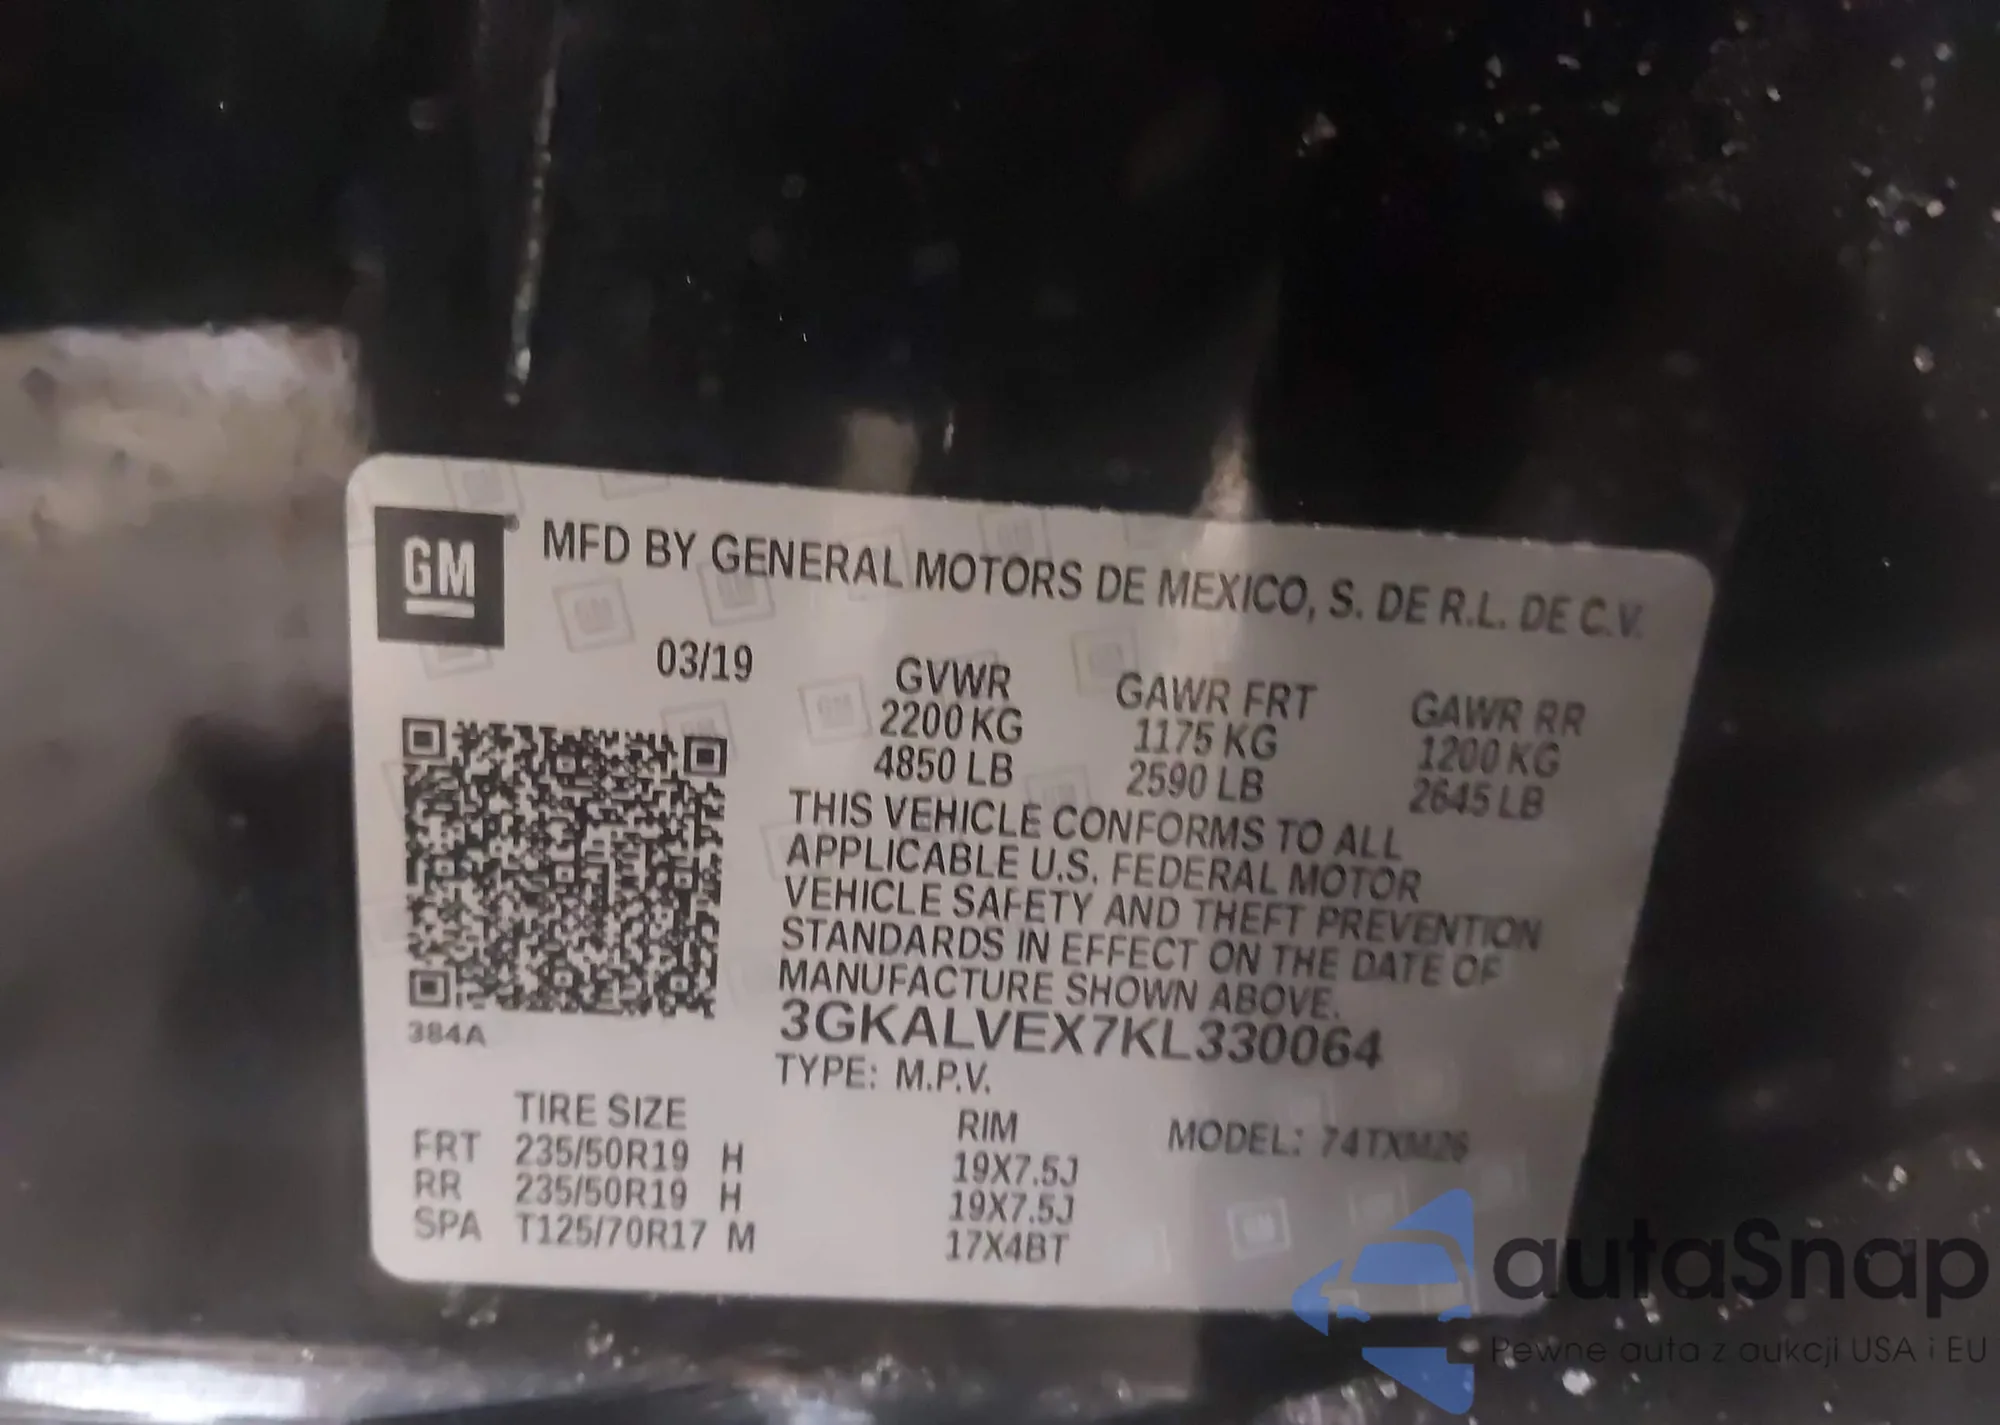 GM
MFD BY GENERAL MOTORS DE MEXICO, S. DE R.L. DE C.V.
03/19
GVWR GAWR FRT GAWR RR
2200 KG 1175 KG 1200 KG
4850 LB 2590 LB 2645 LB
THIS VEHICLE CONFORMS TO ALL
APPLICABLE U.S. FEDERAL MOTOR
VEHICLE SAFETY AND THEFT PREVENTION
STANDARDS IN EFFECT ON THE DATE OF
MANUFACTURE SHOWN ABOVE.
384A
3GKALVEX7KL330064
TYPE: M.P.V.
TIRE SIZE RIM MODEL: 74TXM26
FRT 235/50R19 H 19X7.5J
RR 235/50R19 H 19X7.5J
SPA T125/70R17 M 17X4BT
autaSnap
Pewne auta z aukcji USA i EU